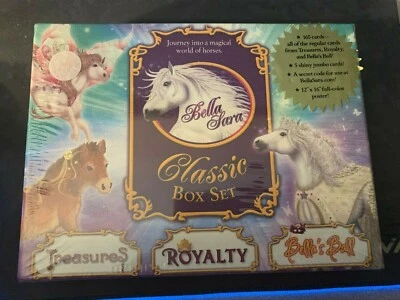 Journey into a magical
world of horses.
• 165 cards –
all of the regular cards
from Treasures, Royalty,
and Bella's Ball!
• 5 shiny jumbo cards!
• A secret code for use at
BellaSara.com!
• 12" x 16" full-color
poster!
Bella
Sara
Classic
BOX SET
TreasureS
ROYALTY
Bella's Ball